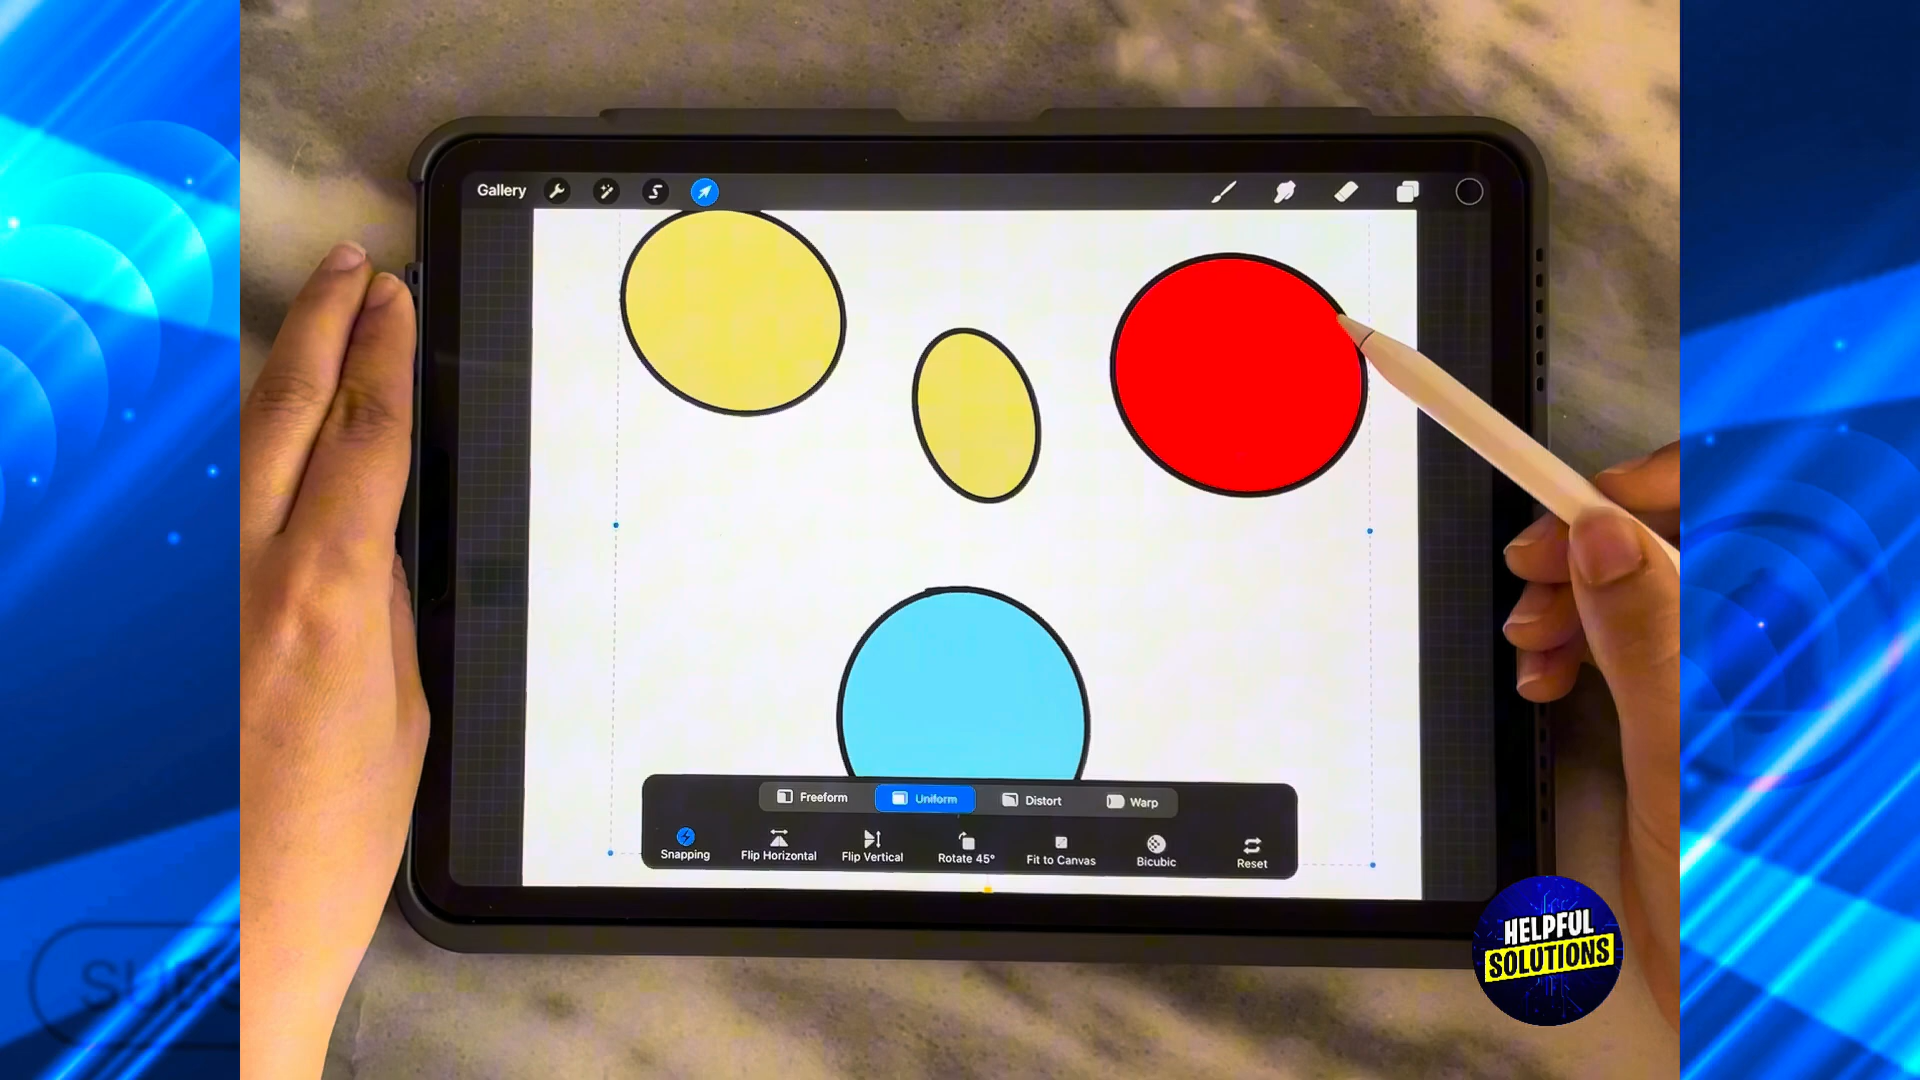 Gallery
Freeform
Uniform
Distort
Warp
Snapping
Flip Horizontal
Flip Vertical
Rotate 45°
Fit to Canvas
Bicubic
Reset
HELPFUL
SOLUTIONS